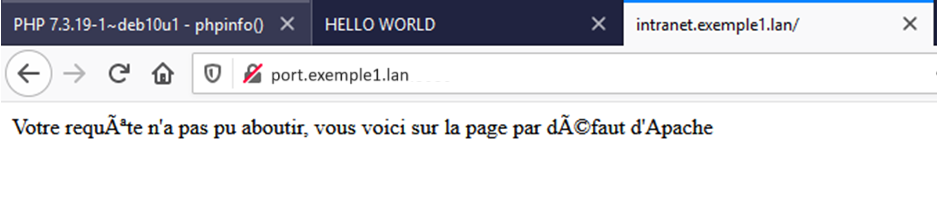 PHP 7.3.19-1~deb10u1 - phpinfo()
HELLO WORLD
intranet.exemple1.lan/
port.exemple1.lan
Votre requÃªte n'a pas pu aboutir, vous voici sur la page par dÃ©faut d'Apache